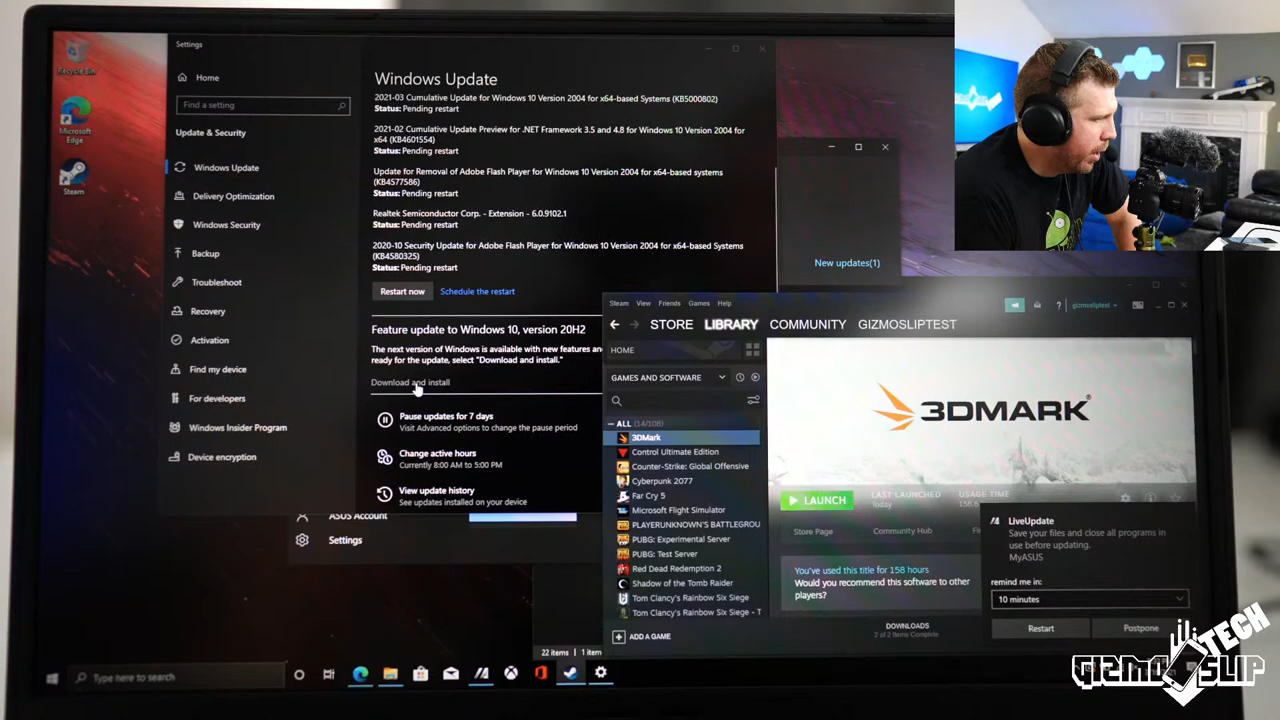 Settings
Home
Find a setting
Update & Security
Windows Update
Delivery Optimization
Windows Security
Backup
Troubleshoot
Recovery
Activation
Find my device
For developers
Windows Insider Program
Device encryption
Recycle Bin
Microsoft
Edge
Steam
Windows Update
2021-03 Cumulative Update for Windows 10 Version 2004 for x64-based Systems (KB5000802)
Status: Pending restart
2021-02 Cumulative Update Preview for .NET Framework 3.5 and 4.8 for Windows 10 Version 2004 for
x64 (KB4601554)
Status: Pending restart
Update for Removal of Adobe Flash Player for Windows 10 Version 2004 for x64-based systems
(KB4577586)
Status: Pending restart
Realtek Semiconductor Corp. - Extension - 6.0.9102.1
Status: Pending restart
2020-10 Security Update for Adobe Flash Player for Windows 10 Version 2004 for x64-based Systems
(KB4580325)
Status: Pending restart
Restart now Schedule the restart
Feature update to Windows 10, version 20H2
The next version of Windows is available with new features and
ready for the update, select "Download and install."
Download and install
Pause updates for 7 days
Visit Advanced options to change the pause period
Change active hours
Currently 8:00 AM to 5:00 PM
View update history
See updates installed on your device
ASUS Account
Settings
New updates(1)
Steam View Friends Games Help
gizmosliptest
STORE LIBRARY COMMUNITY GIZMOSLIPTEST
HOME
GAMES AND SOFTWARE
ALL (14/108)
3DMark
Control Ultimate Edition
Counter-Strike: Global Offensive
Cyberpunk 2077
Far Cry 5
Microsoft Flight Simulator
PLAYERUNKNOWN'S BATTLEGROU
PUBG: Experimental Server
PUBG: Test Server
Red Dead Redemption 2
Shadow of the Tomb Raider
Tom Clancy's Rainbow Six Siege
Tom Clancy's Rainbow Six Siege - T
ADD A GAME
3DMARK
LAUNCH
LAST LAUNCHED
Today
USAGE TIME
Store Page
Community Hub
You've used this title for 158 hours
Would you recommend this software to other
players?
DOWNLOADS
2 of 2 Items Complete
LiveUpdate
Save your files and close all programs in
use before updating.
MyASUS
remind me in:
10 minutes
Restart Postpone
22 items 1 item
Type here to search
GIZMO SLIP
TECH